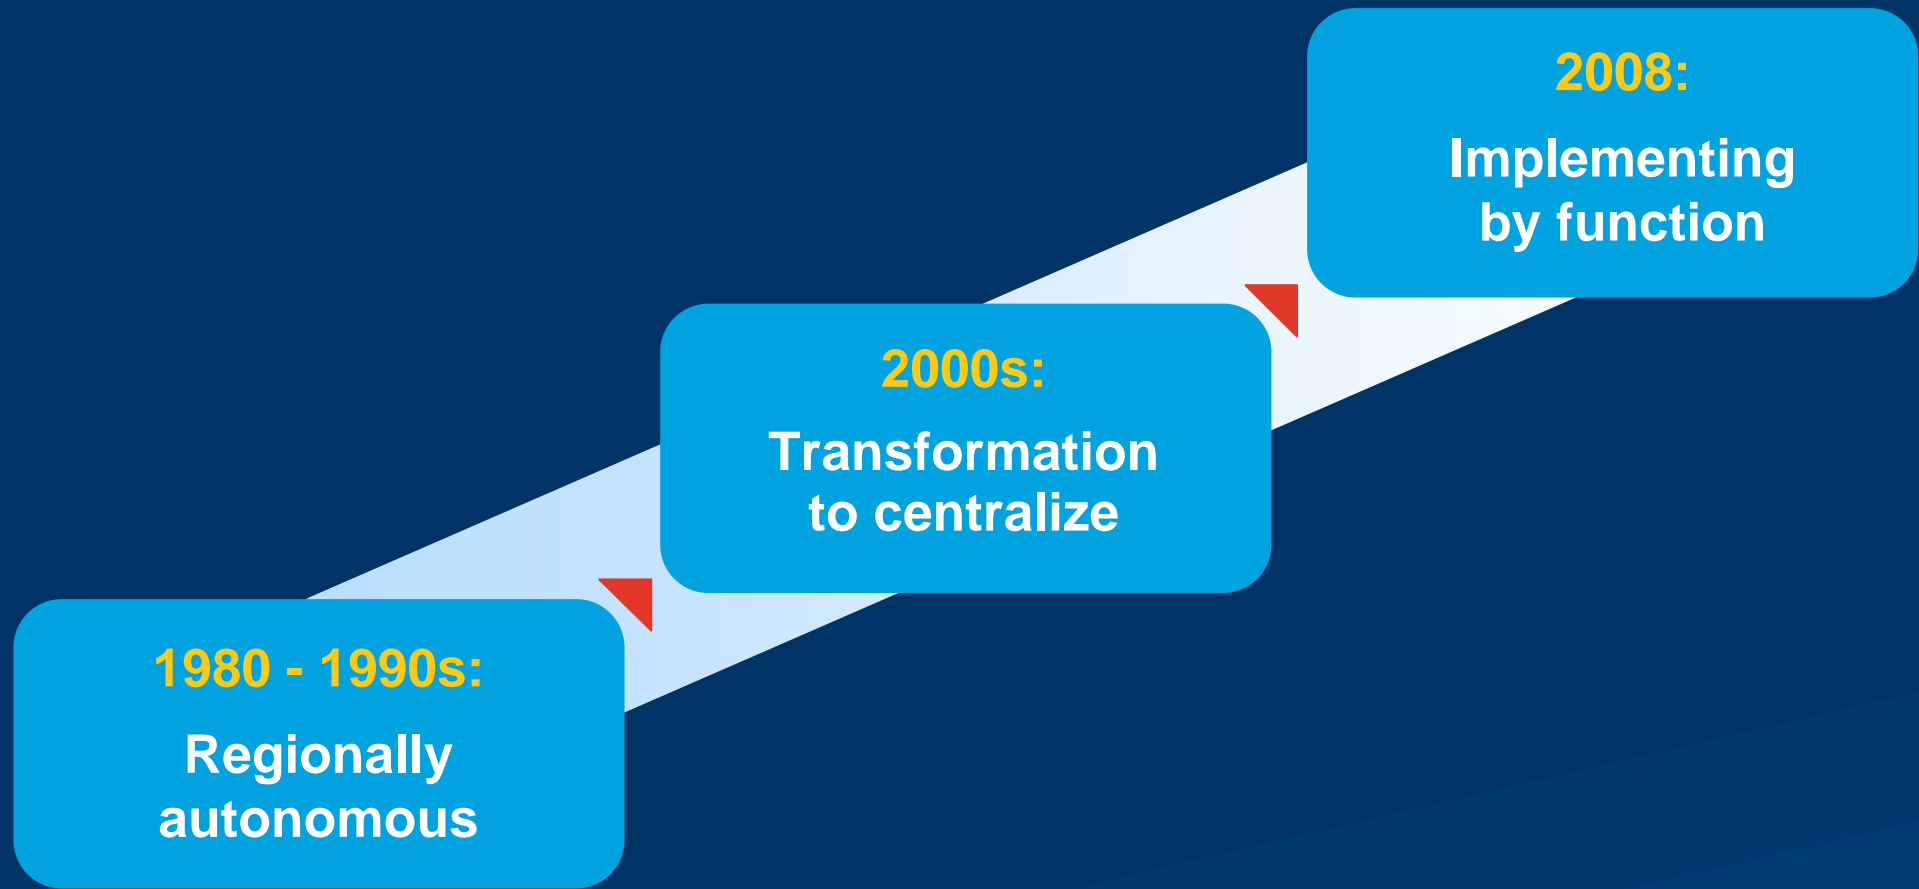 2008:
Implementing
by function
2000s:
Transformation
to centralize
1980 - 1990s:
Regionally
autonomous